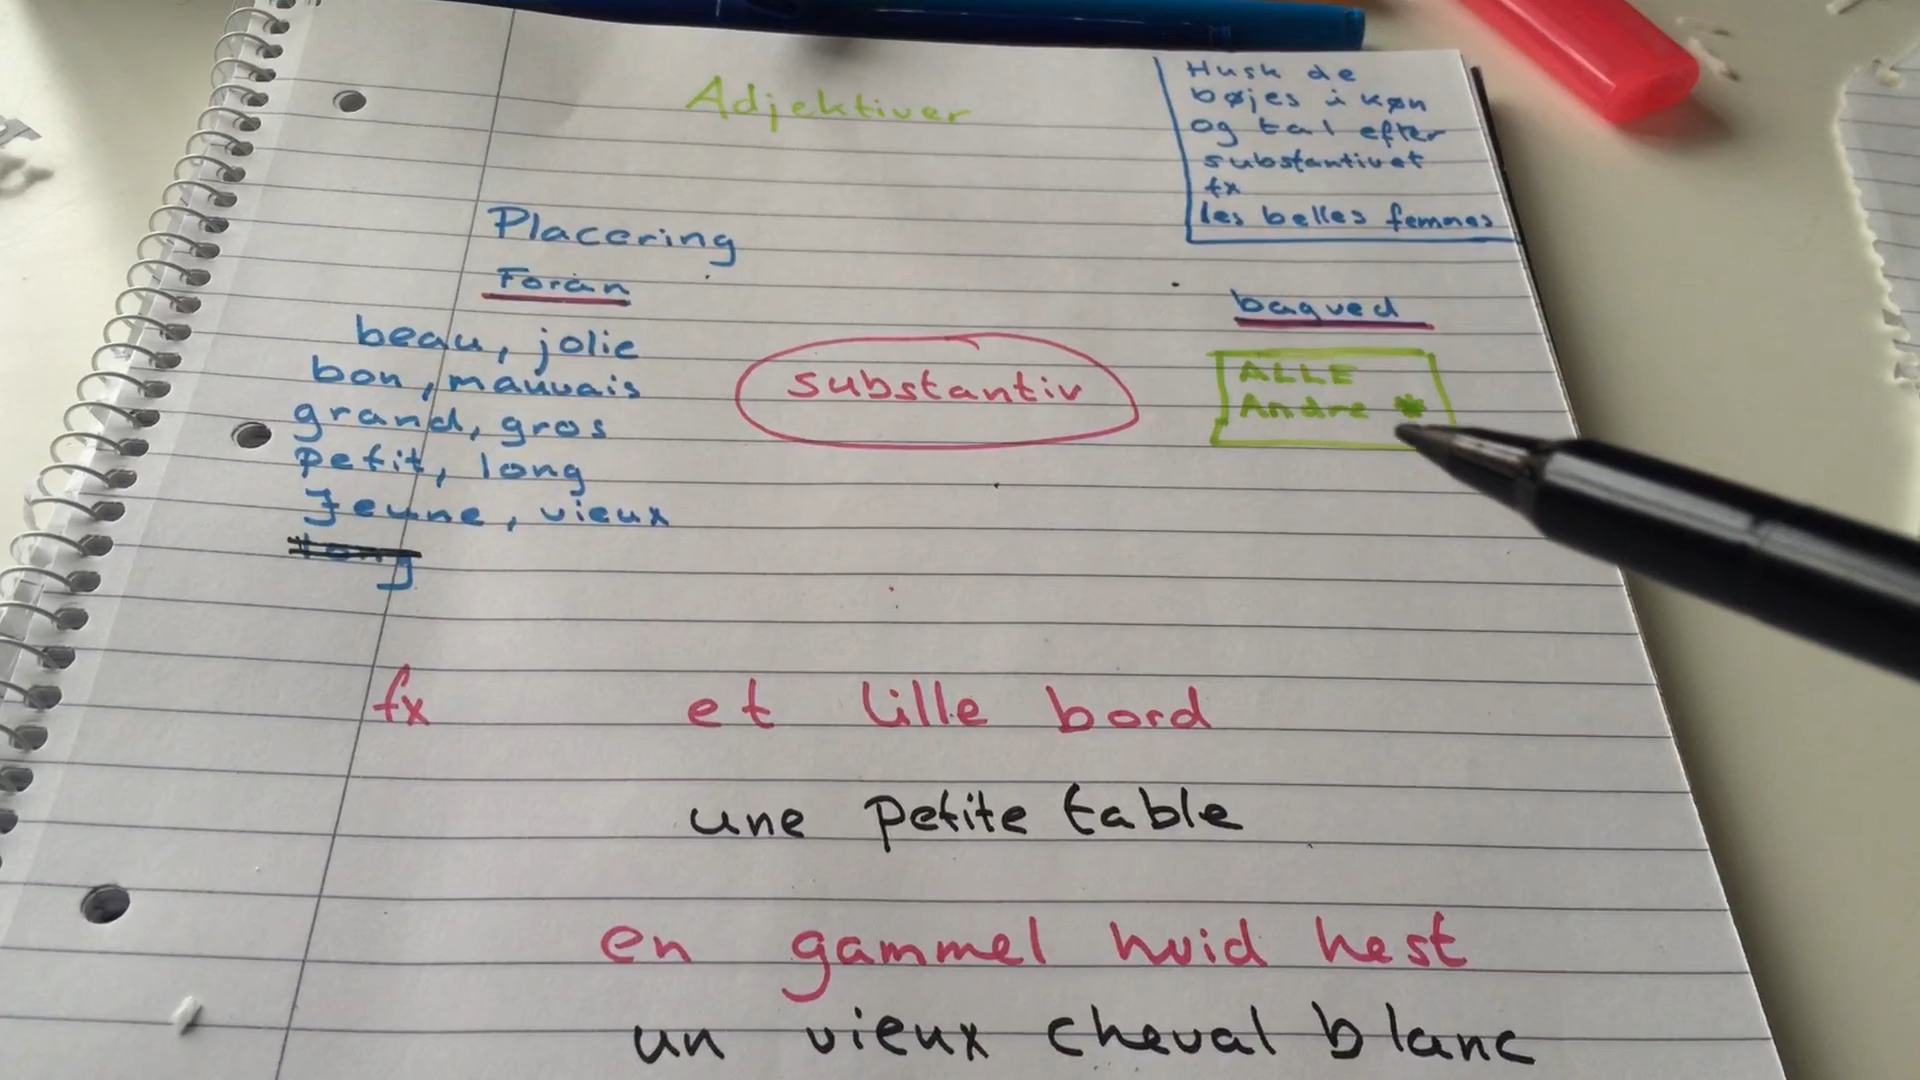 Adjektiver
Husk de
bøjes i køn
og tal efter
substantivet
fx
les belles femmes
Placering
Foran
beau, jolie
bon, mauvais
grand, gros
petit, long
Jeune, vieux
substantiv
bagved
ALLE
Andre *
fx et lille bord
une petite table
en gammel hvid hest
un vieux cheval blanc